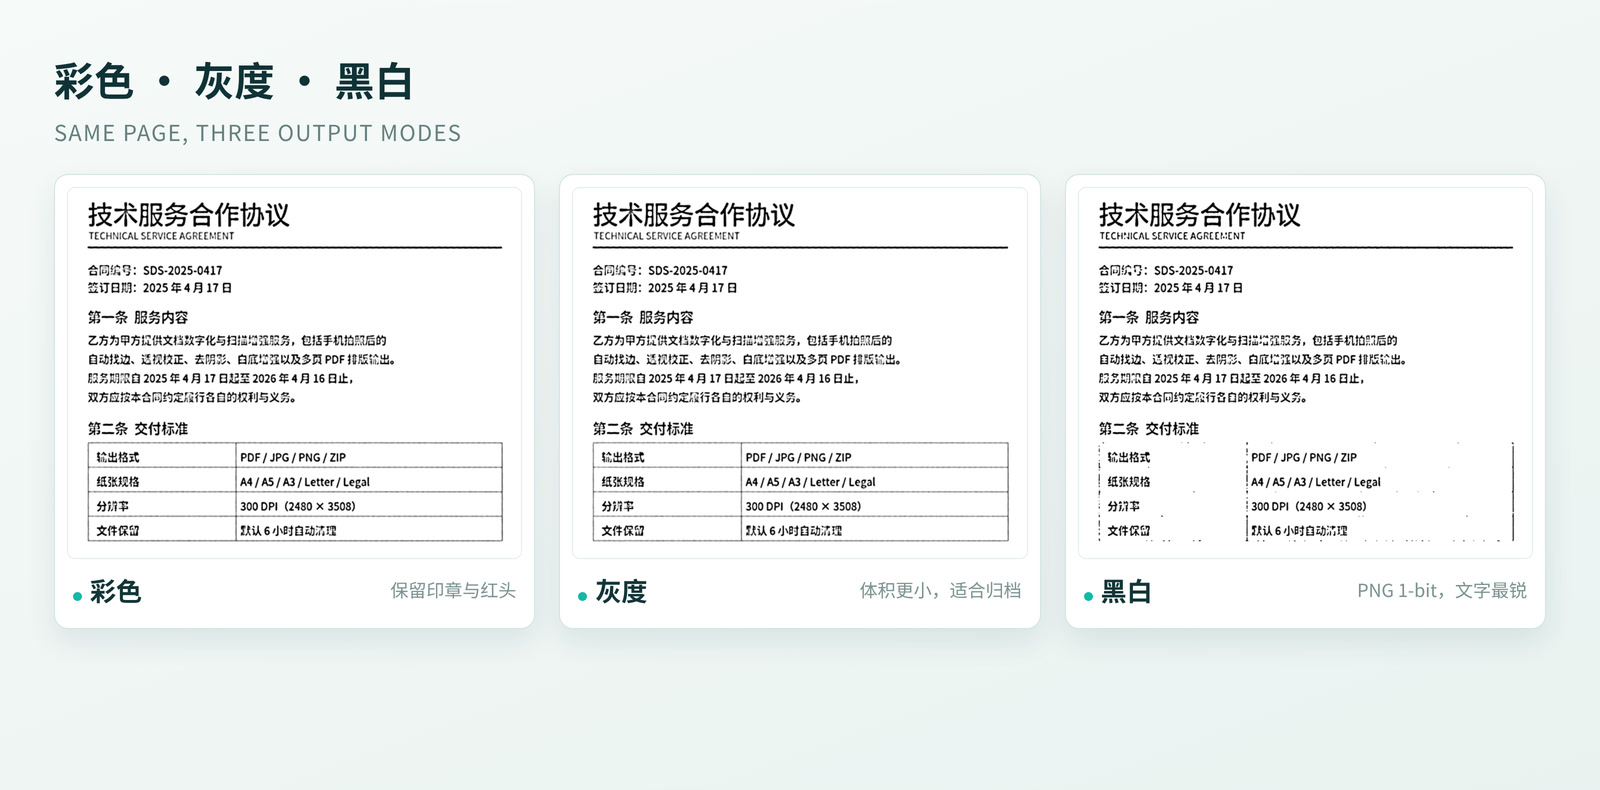 彩色 · 灰度 · 黑白
SAME PAGE, THREE OUTPUT MODES
技术服务合作协议
TECHNICAL SERVICE AGREEMENT
合同编号：SDS-2025-0417
签订日期：2025 年 4 月 17 日
第一条 服务内容
乙方为甲方提供文档数字化与扫描增强服务，包括手机拍照后的
自动找边、透视校正、去阴影、白底增强以及多页 PDF 排版输出。
服务期限自 2025 年 4 月 17 日起至 2026 年 4 月 16 日止，
双方应按本合同约定履行各自的权利与义务。
第二条 交付标准
输出格式 PDF / JPG / PNG / ZIP
纸张规格 A4 / A5 / A3 / Letter / Legal
分辨率 300 DPI（2480 × 3508）
文件保留 默认 6 小时自动清理
彩色 保留印章与红头
技术服务合作协议
TECHNICAL SERVICE AGREEMENT
合同编号：SDS-2025-0417
签订日期：2025 年 4 月 17 日
第一条 服务内容
乙方为甲方提供文档数字化与扫描增强服务，包括手机拍照后的
自动找边、透视校正、去阴影、白底增强以及多页 PDF 排版输出。
服务期限自 2025 年 4 月 17 日起至 2026 年 4 月 16 日止，
双方应按本合同约定履行各自的权利与义务。
第二条 交付标准
输出格式 PDF / JPG / PNG / ZIP
纸张规格 A4 / A5 / A3 / Letter / Legal
分辨率 300 DPI（2480 × 3508）
文件保留 默认 6 小时自动清理
灰度 体积更小，适合归档
技术服务合作协议
TECHNICAL SERVICE AGREEMENT
合同编号：SDS-2025-0417
签订日期：2025 年 4 月 17 日
第一条 服务内容
乙方为甲方提供文档数字化与扫描增强服务，包括手机拍照后的
自动找边、透视校正、去阴影、白底增强以及多页 PDF 排版输出。
服务期限自 2025 年 4 月 17 日起至 2026 年 4 月 16 日止，
双方应按本合同约定履行各自的权利与义务。
第二条 交付标准
输出格式 PDF / JPG / PNG / ZIP
纸张规格 A4 / A5 / A3 / Letter / Legal
分辨率 300 DPI（2480 × 3508）
文件保留 默认 6 小时自动清理
黑白 PNG 1-bit，文字最锐